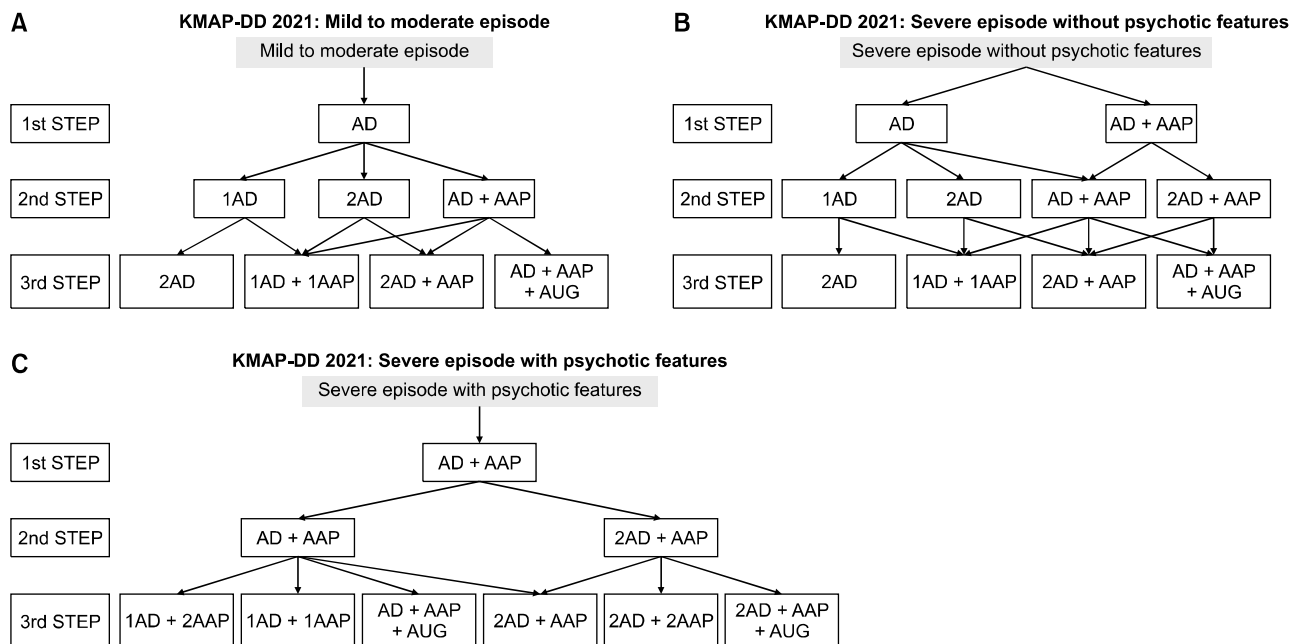 A
KMAP-DD 2021: Mild to moderate episode
Mild to moderate episode
1st STEP
AD
2nd STEP
1AD
2AD
AD + AAP
3rd STEP
2AD
1AD + 1AAP
2AD + AAP
AD + AAP
+ AUG
B
KMAP-DD 2021: Severe episode without psychotic features
Severe episode without psychotic features
1st STEP
AD
AD + AAP
2nd STEP
1AD
2AD
AD + AAP
2AD + AAP
3rd STEP
2AD
1AD + 1AAP
2AD + AAP
AD + AAP
+ AUG
C
KMAP-DD 2021: Severe episode with psychotic features
Severe episode with psychotic features
1st STEP
AD + AAP
2nd STEP
AD + AAP
2AD + AAP
3rd STEP
1AD + 2AAP
1AD + 1AAP
AD + AAP
+ AUG
2AD + AAP
2AD + 2AAP
2AD + AAP
+ AUG